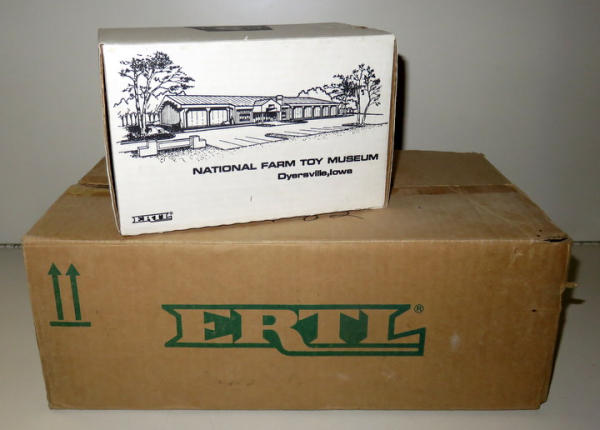 NATIONAL FARM TOY MUSEUM
Dyersville,Iowa
ERTL
ERTL®